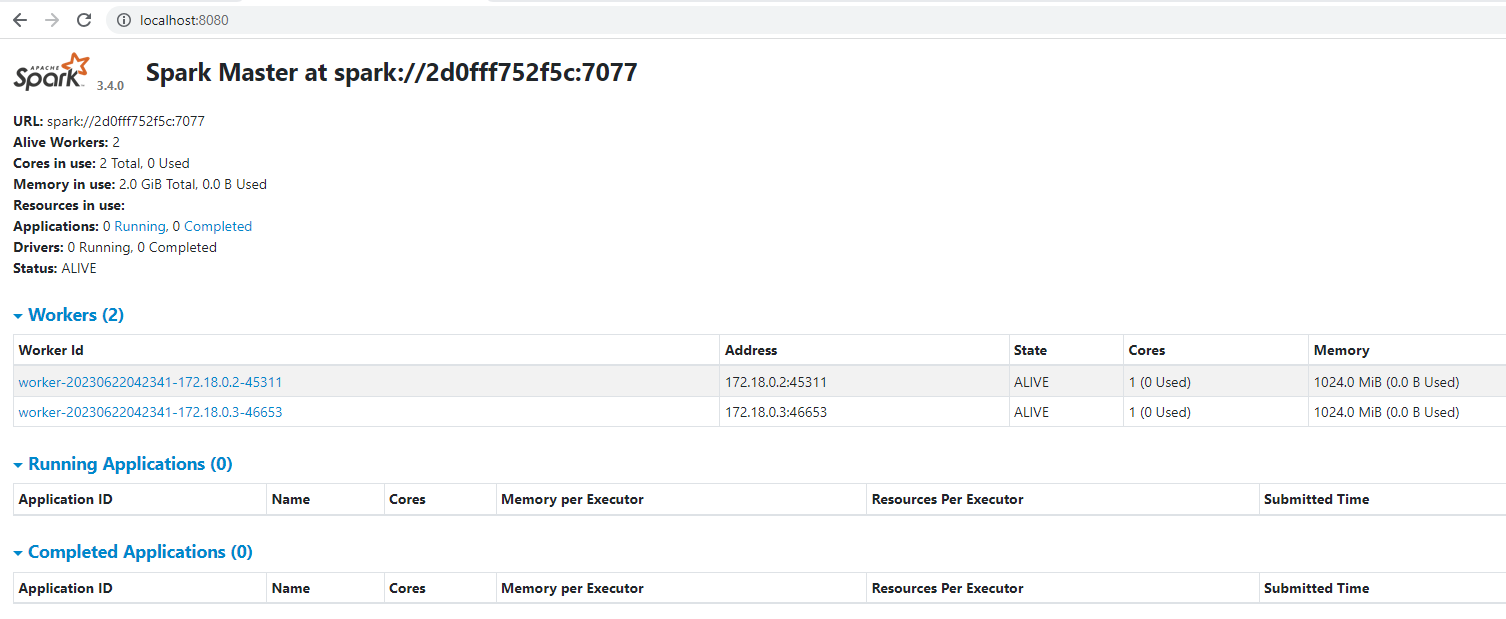 localhost:8080
APACHE Spark 3.4.0 Spark Master at spark://2d0fff752f5c:7077
URL: spark://2d0fff752f5c:7077
Alive Workers: 2
Cores in use: 2 Total, 0 Used
Memory in use: 2.0 GiB Total, 0.0 B Used
Resources in use:
Applications: 0 Running, 0 Completed
Drivers: 0 Running, 0 Completed
Status: ALIVE
Workers (2)
Worker Id Address State Cores Memory
worker-20230622042341-172.18.0.2-45311 172.18.0.2:45311 ALIVE 1 (0 Used) 1024.0 MiB (0.0 B Used)
worker-20230622042341-172.18.0.3-46653 172.18.0.3:46653 ALIVE 1 (0 Used) 1024.0 MiB (0.0 B Used)
Running Applications (0)
Application ID Name Cores Memory per Executor Resources Per Executor Submitted Time
Completed Applications (0)
Application ID Name Cores Memory per Executor Resources Per Executor Submitted Time